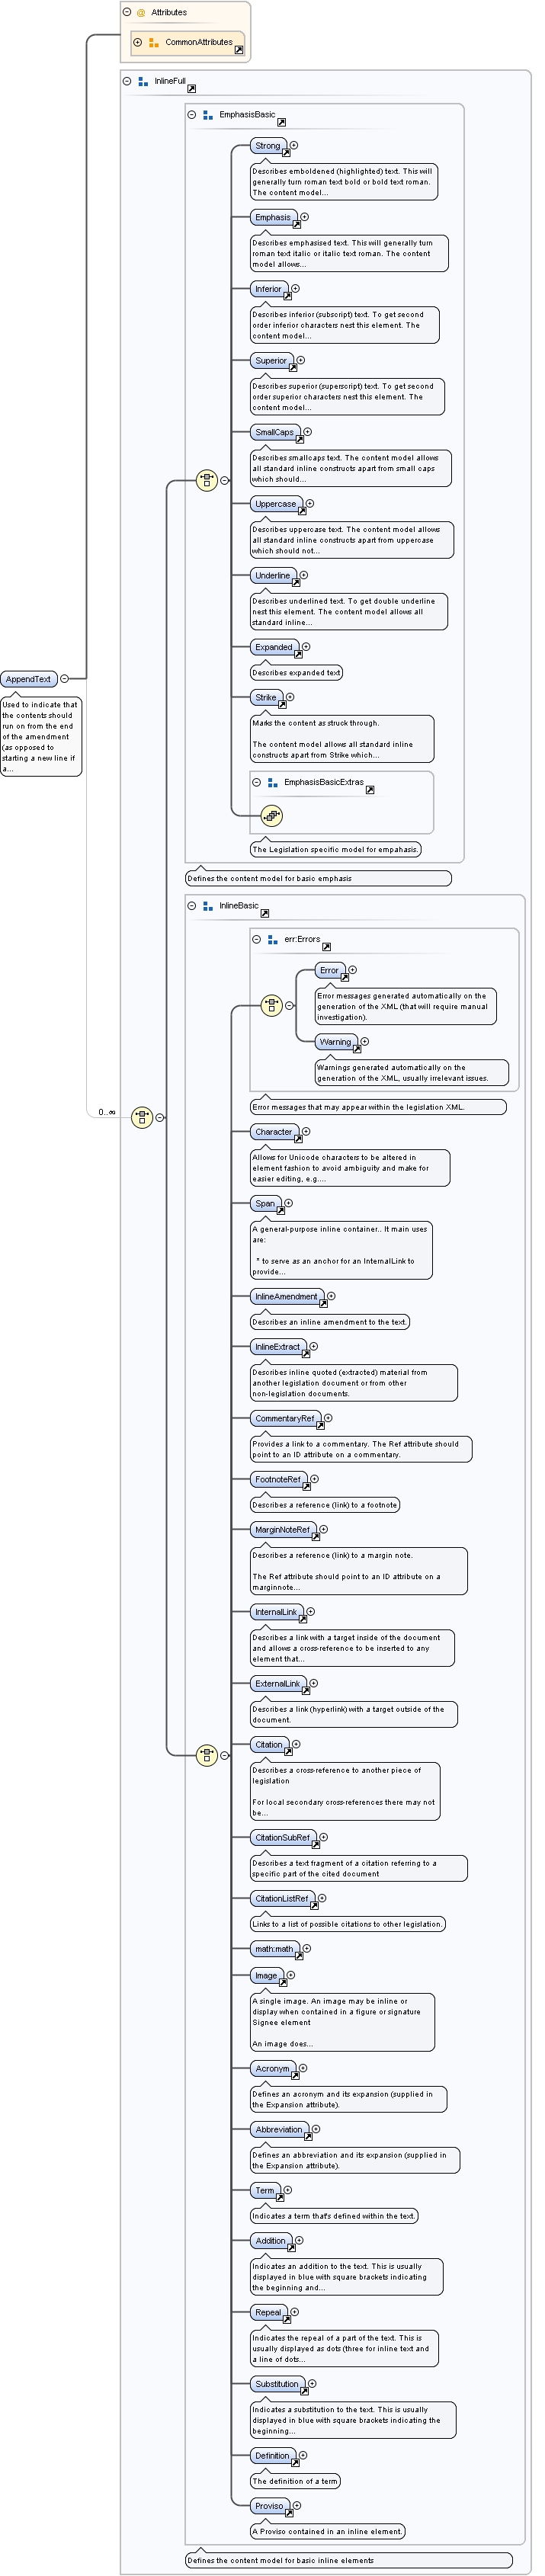 Attributes
CommonAttributes
InlineFull
EmphasisBasic
Strong
Describes emboldened (highlighted) text. This will
generally turn roman text bold or bold text roman.
The content model...
Emphasis
Describes emphasised text. This will generally turn
roman text italic or italic text roman. The content
model allows...
Inferior
Describes inferior (subscript) text. To get second
order inferior characters nest this element. The
content model...
Superior
Describes superior (superscript) text. To get second
order superior characters nest this element. The
content model...
SmallCaps
Describes smallcaps text. The content model allows
all standard inline constructs apart from small caps
which should...
Uppercase
Describes uppercase text. The content model allows
all standard inline constructs apart from uppercase
which should not...
Underline
Describes underlined text. To get double underline
nest this element. The content model allows all
standard inline...
Expanded
Describes expanded text
AppendText
Used to indicate that
the contents should
run on from the end
of the amendment
(as opposed to
starting a new line if
a...
Strike
Marks the content as struck through.
The content model allows all standard inline
constructs apart from Strike which...
EmphasisBasicExtras
The Legislation specific model for empahasis.
Defines the content model for basic emphasis
InlineBasic
err:Errors
Error
Error messages generated automatically on the
generation of the XML (that will require manual
investigation).
Warning
Warnings generated automatically on the
generation of the XML, usually irrelevant issues.
Error messages that may appear within the legislation XML.
0..∞
Character
Allows for Unicode characters to be altered in
element fashion to avoid ambiguity and make for
easier editing, e.g....
Span
A general-purpose inline container.. It main uses
are:
* to serve as an anchor for an InternalLink to
provide...
InlineAmendment
Describes an inline amendment to the text.
InlineExtract
Describes inline quoted (extracted) material from
another legislation document or from other
non-legislation documents.
CommentaryRef
Provides a link to a commentary. The Ref attribute should
point to an ID attribute on a commentary.
FootnoteRef
Describes a reference (link) to a footnote
MarginNoteRef
Describes a reference (link) to a margin note.
The Ref attribute should point to an ID attribute on a
marginnote...
InternalLink
Describes a link with a target inside of the document
and allows a cross-reference to be inserted to any
element that...
ExternalLink
Describes a link (hyperlink) with a target outside of the
document.
Citation
Describes a cross-reference to another piece of
legislation
For local secondary cross-references there may not
be...
CitationSubRef
Describes a text fragment of a citation referring to a
specific part of the cited document
CitationListRef
Links to a list of possible citations to other legislation.
math:math
Image
A single image. An image may be inline or
display when contained in a figure or signature
Signee element
An image does...
Acronym
Defines an acronym and its expansion (supplied in
the Expansion attribute).
Abbreviation
Defines an abbreviation and its expansion (supplied in
the Expansion attribute).
Term
Indicates a term that's defined within the text.
Addition
Indicates an addition to the text. This is usually
displayed in blue with square brackets indicating
the beginning and...
Repeal
Indicates the repeal of a part of the text. This is
usually displayed as dots (three for inline text and
a line of dots...
Substitution
Indicates a substitution to the text. This is usually
displayed in blue with square brackets indicating the
beginning...
Definition
The definition of a term
Proviso
A Proviso contained in an inline element.
Defines the content model for basic inline elements